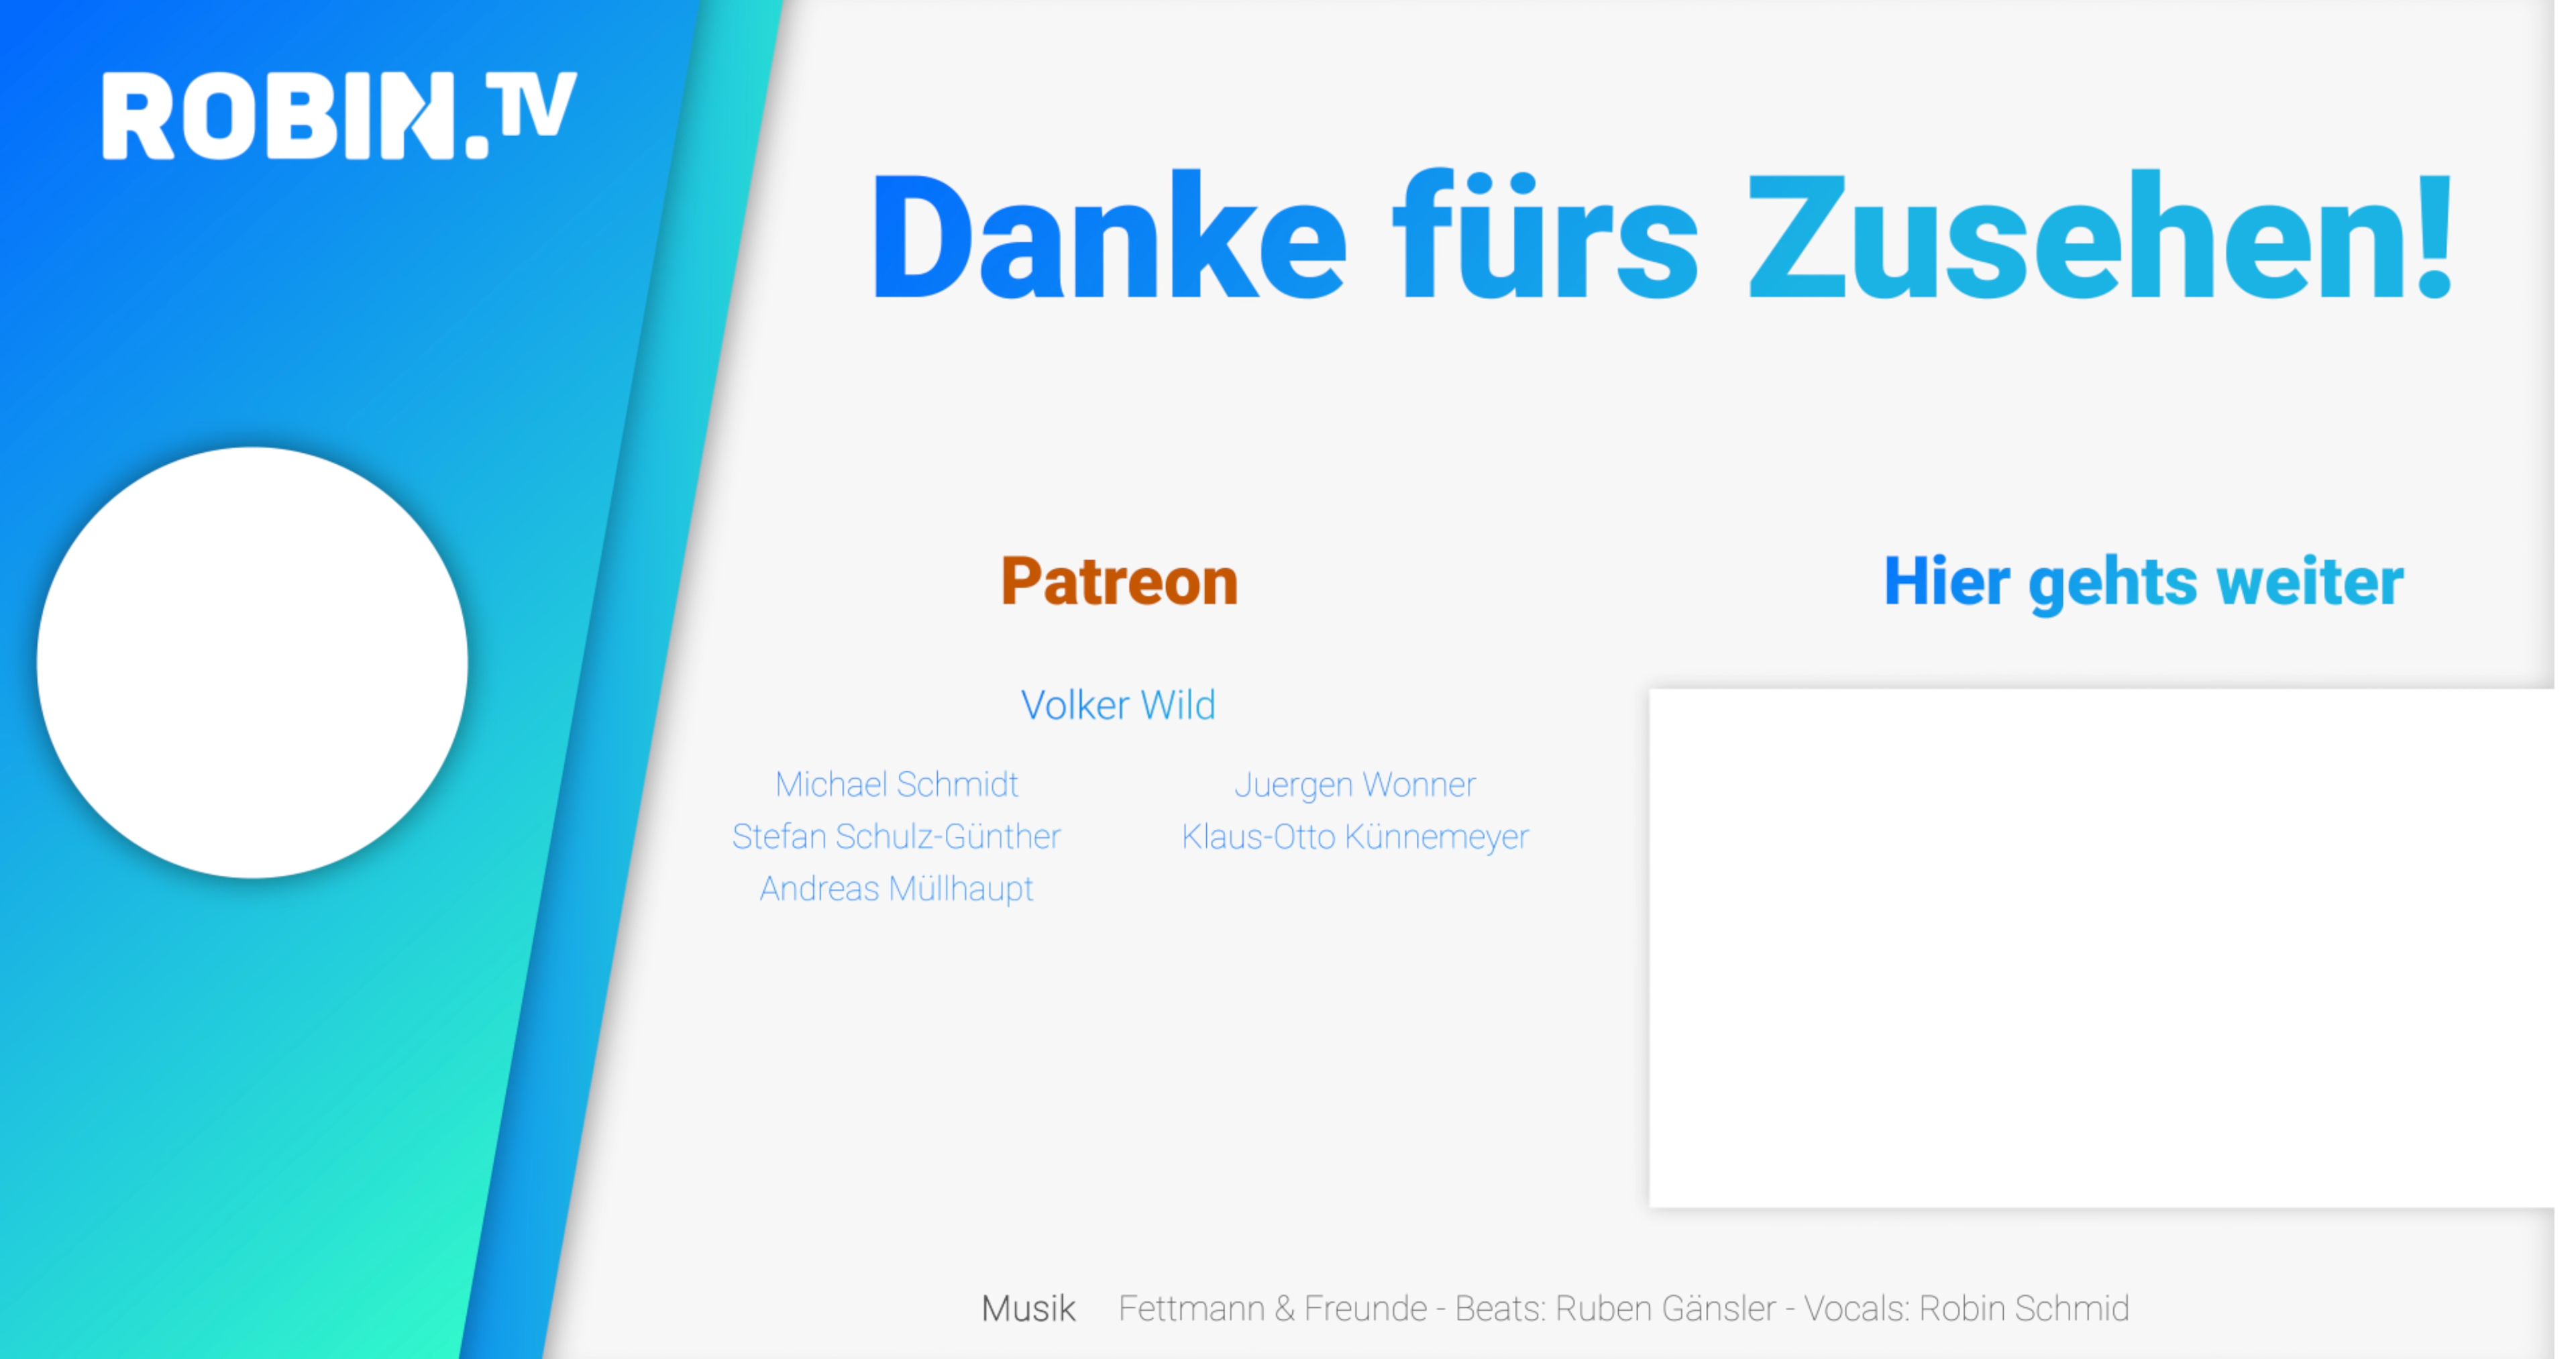 ROBIN.TV
Danke fürs Zusehen!
Patreon
Volker Wild
Michael Schmidt
Stefan Schulz-Günther
Andreas Müllhaupt
Juergen Wonner
Klaus-Otto Künnemeyer
Hier gehts weiter
Musik Fettmann & Freunde - Beats: Ruben Gänsler - Vocals: Robin Schmid